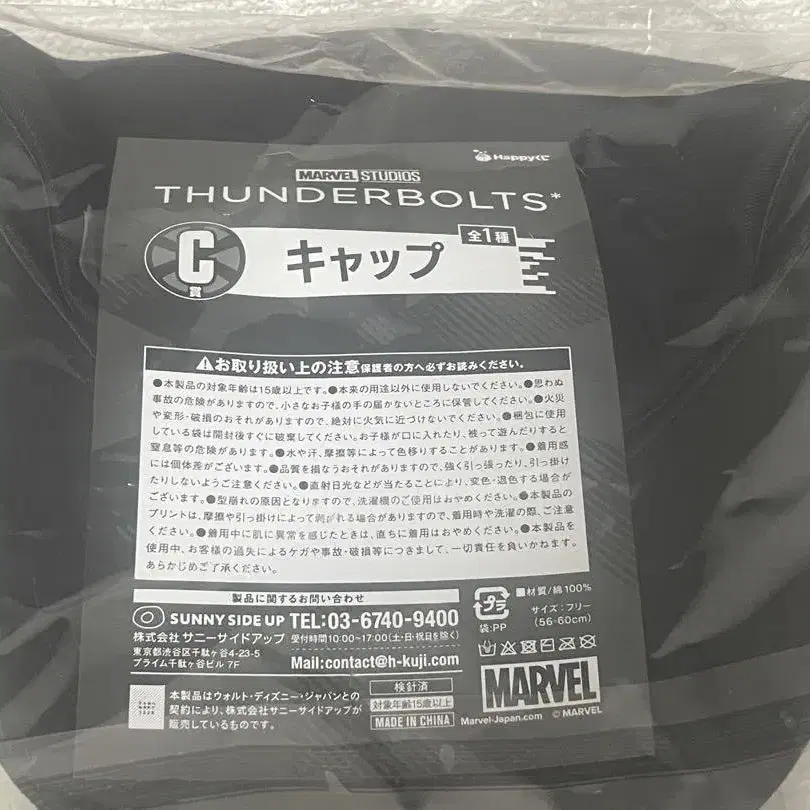 Happyくじ
MARVEL STUDIOS
THUNDERBOLTS*
C賞
キャップ
全1種
⚠お取り扱い上の注意 保護者の方へ必ずお読みください。
●本製品の対象年齢は15歳以上です。●本来の用途以外に使用しないでください。●思わぬ
事故の危険がありますので、小さなお子様の手の届かないところに保管してください。●火災
や変形・破損のおそれがありますので、絶対に火気に近づけないでください。●梱包に使用
している袋は開封後すぐに破棄してください。お子様が口に入れたり、被って遊んだりすると
窒息等の危険があります。●水や汗、摩擦等によって色移りすることがあります。●着用感
には個体差がございます。●品質を損なうおそれがありますので、強く引っ張ったり、引っ掛け
たりしないようご注意ください。●直射日光などが当たることにより、変色・退色する場合が
ございます。●型崩れの原因となりますので、洗濯機のご使用はおやめください。●本製品の
プリントは、摩擦や引っ掛けによって剥がれる場合がありますので、着用時や洗濯の際、ご注意
ください。●着用中に肌に異常を感じたときは、直ちに着用はおやめください。●本製品を
使用中、お客様の過失によるケガや事故・破損等につきまして、一切責任を負いかねます。
あらかじめご了承ください。
製品に関するお問い合わせ
SUNNY SIDE UP TEL:03-6740-9400
株式会社 サニーサイドアップ 受付時間10:00~17:00(土・日・祝日を除く)
東京都渋谷区千駄ヶ谷4-23-5
プライム千駄ヶ谷ビル 7F
Mail:contact@h-kuji.com
プラ
袋:PP
■材質/綿100%
サイズ:フリー
(56-60cm)
本製品はウォルト・ディズニー・ジャパンとの
契約により、株式会社サニーサイドアップが
販売しているものです。
検針済
対象年齢15歳以上
MADE IN CHINA
MARVEL
Marvel-Japan.com © MARVEL